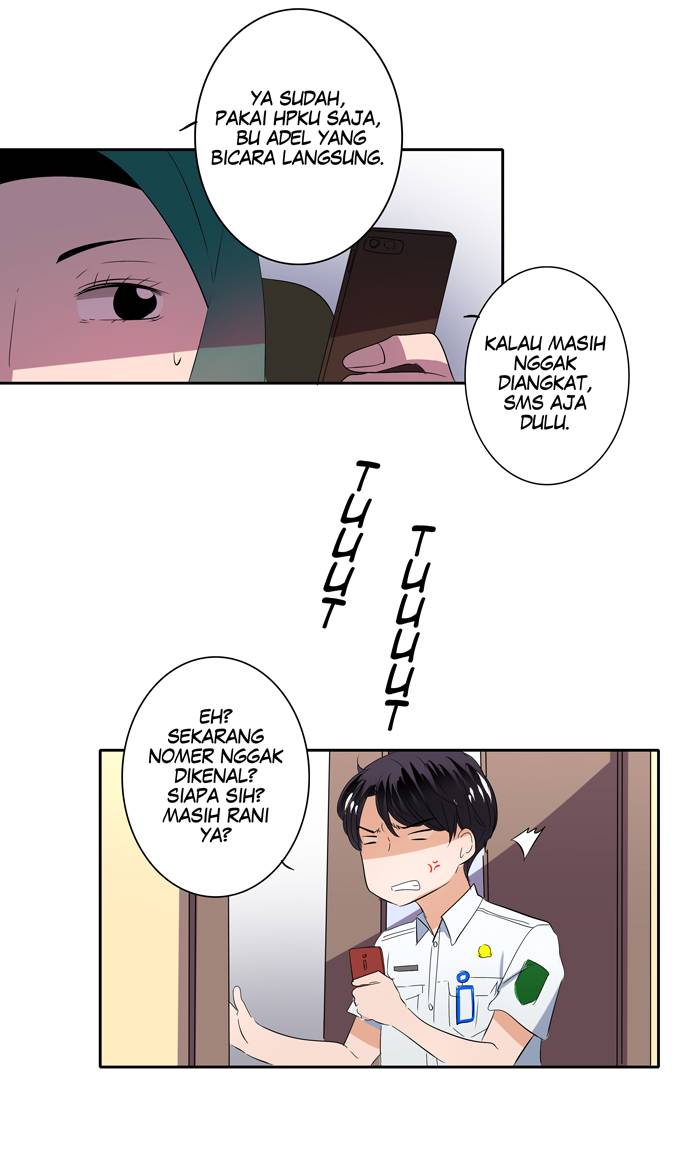 YA SUDAH,
PAKAI HPKU SAJA,
BU ADEL YANG
BICARA LANGSUNG.
KALAU MASIH
NGGAK
DIANGKAT,
SMS AJA
DULU.
TUUUT
TUUUUT
EH?
SEKARANG
NOMER NGGAK
DIKENAL?
SIAPA SIH?
MASIH RANI
YA?